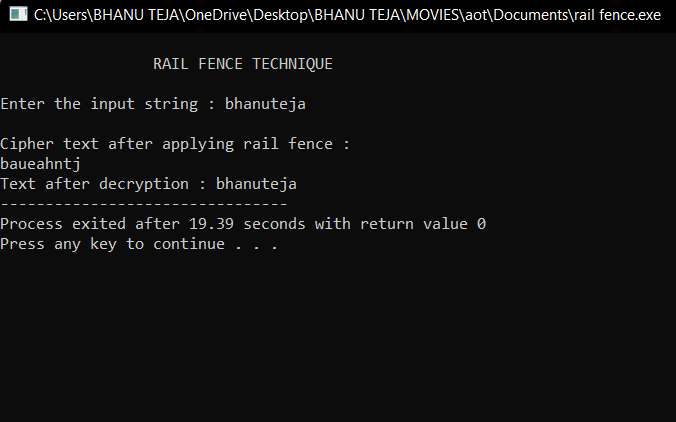 C:\Users\BHANU TEJA\OneDrive\Desktop\BHANU TEJA\MOVIES\aot\Documents\rail fence.exe
RAIL FENCE TECHNIQUE
Enter the input string : bhanuteja
Cipher text after applying rail fence :
baueahntj
Text after decryption : bhanuteja
--------------------------------
Process exited after 19.39 seconds with return value 0
Press any key to continue . . .